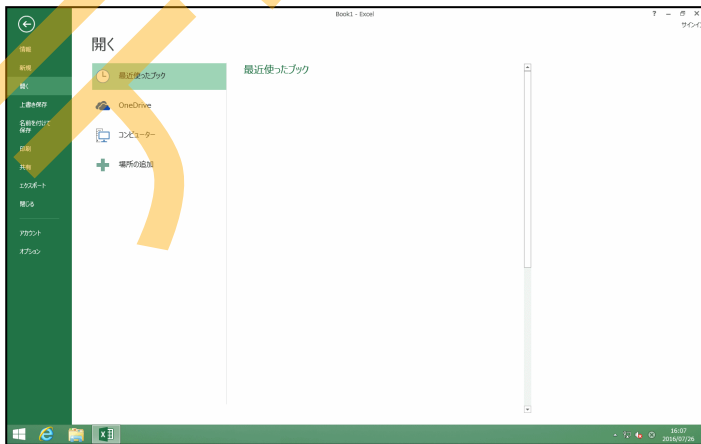 Book1 - Excel
? - 
サインイ
情報
新規
開く
上書き保存
名前を付けて
保存
印刷
共有
エクスポート
閉じる
アカウント
オプション
開く
最近使ったブック
OneDrive
コンピューター
場所の追加
最近使ったブック
16:07
2016/07/26